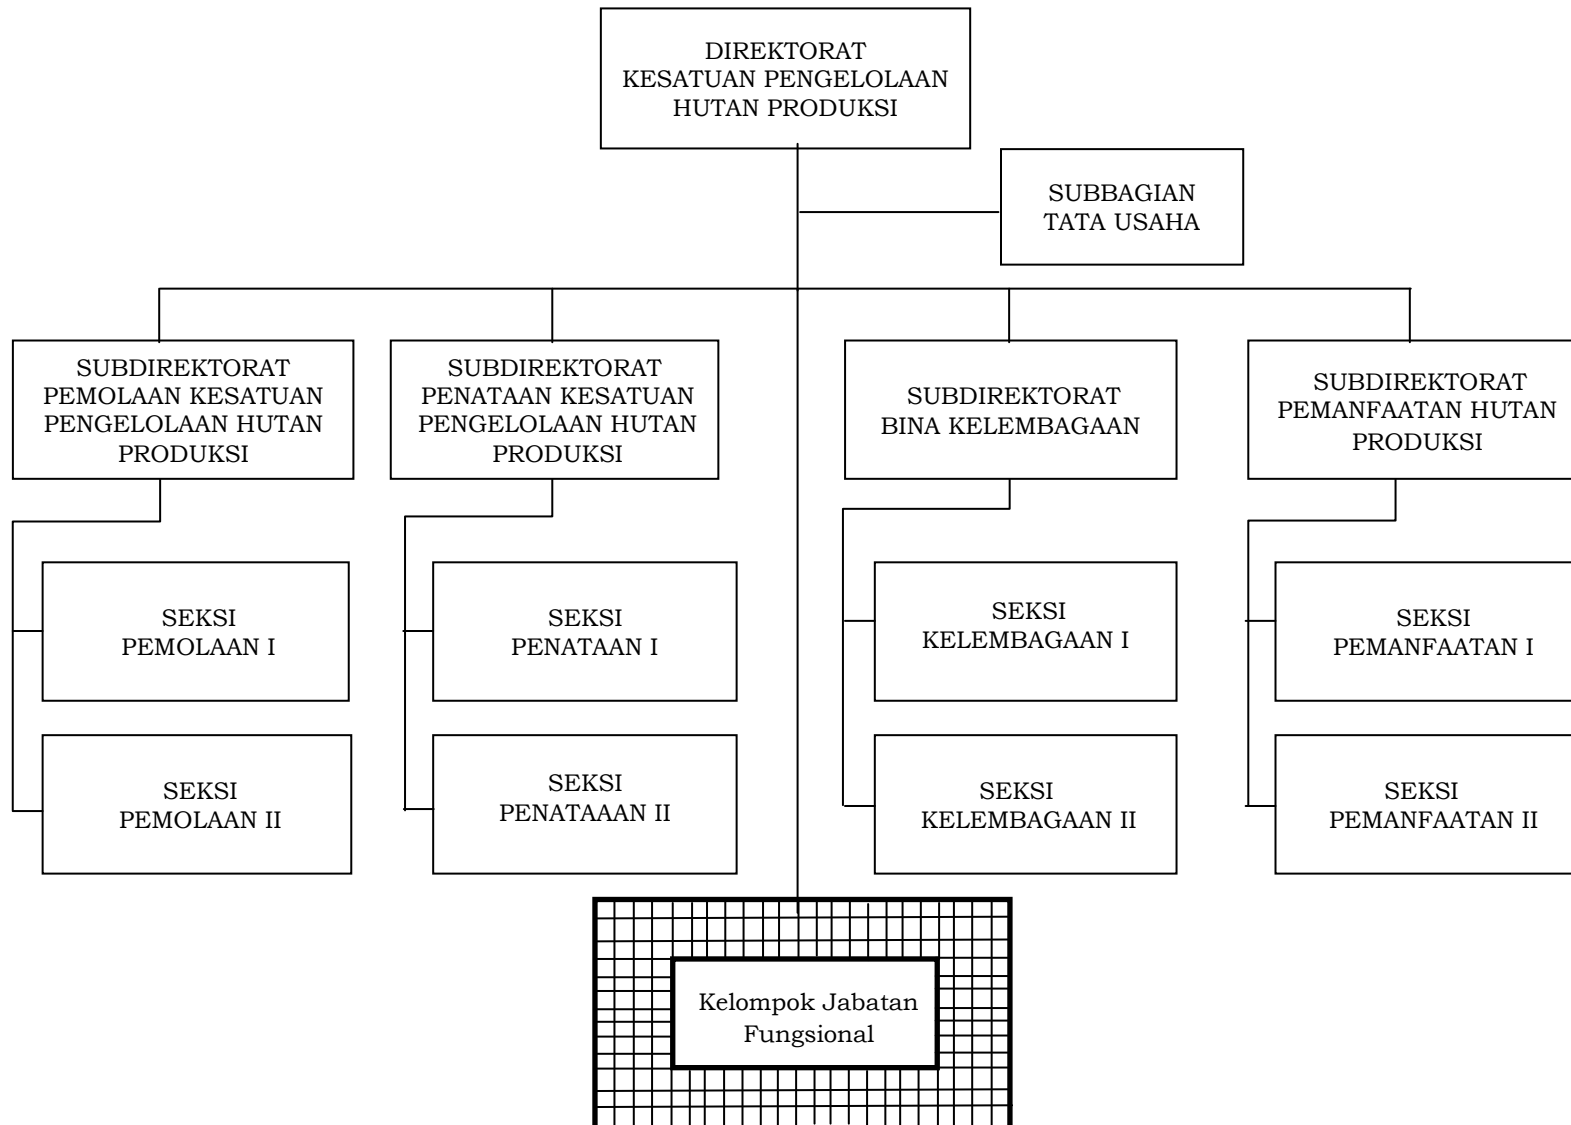 DIREKTORAT
KESATUAN PENGELOLAAN
HUTAN PRODUKSI
SUBBAGIAN
TATA USAHA
SUBDIREKTORAT
PEMOLAAN KESATUAN
PENGELOLAAN HUTAN
PRODUKSI
SUBDIREKTORAT
PENATAAN KESATUAN
PENGELOLAAN HUTAN
PRODUKSI
SUBDIREKTORAT
BINA KELEMBAGAAN
SUBDIREKTORAT
PEMANFAATAN HUTAN
PRODUKSI
SEKSI
PEMOLAAN I
SEKSI
PENATAAN I
SEKSI
KELEMBAGAAN I
SEKSI
PEMANFAATAN I
SEKSI
PEMOLAAN II
SEKSI
PENATAAAN II
SEKSI
KELEMBAGAAN II
SEKSI
PEMANFAATAN II
Kelompok Jabatan
Fungsional